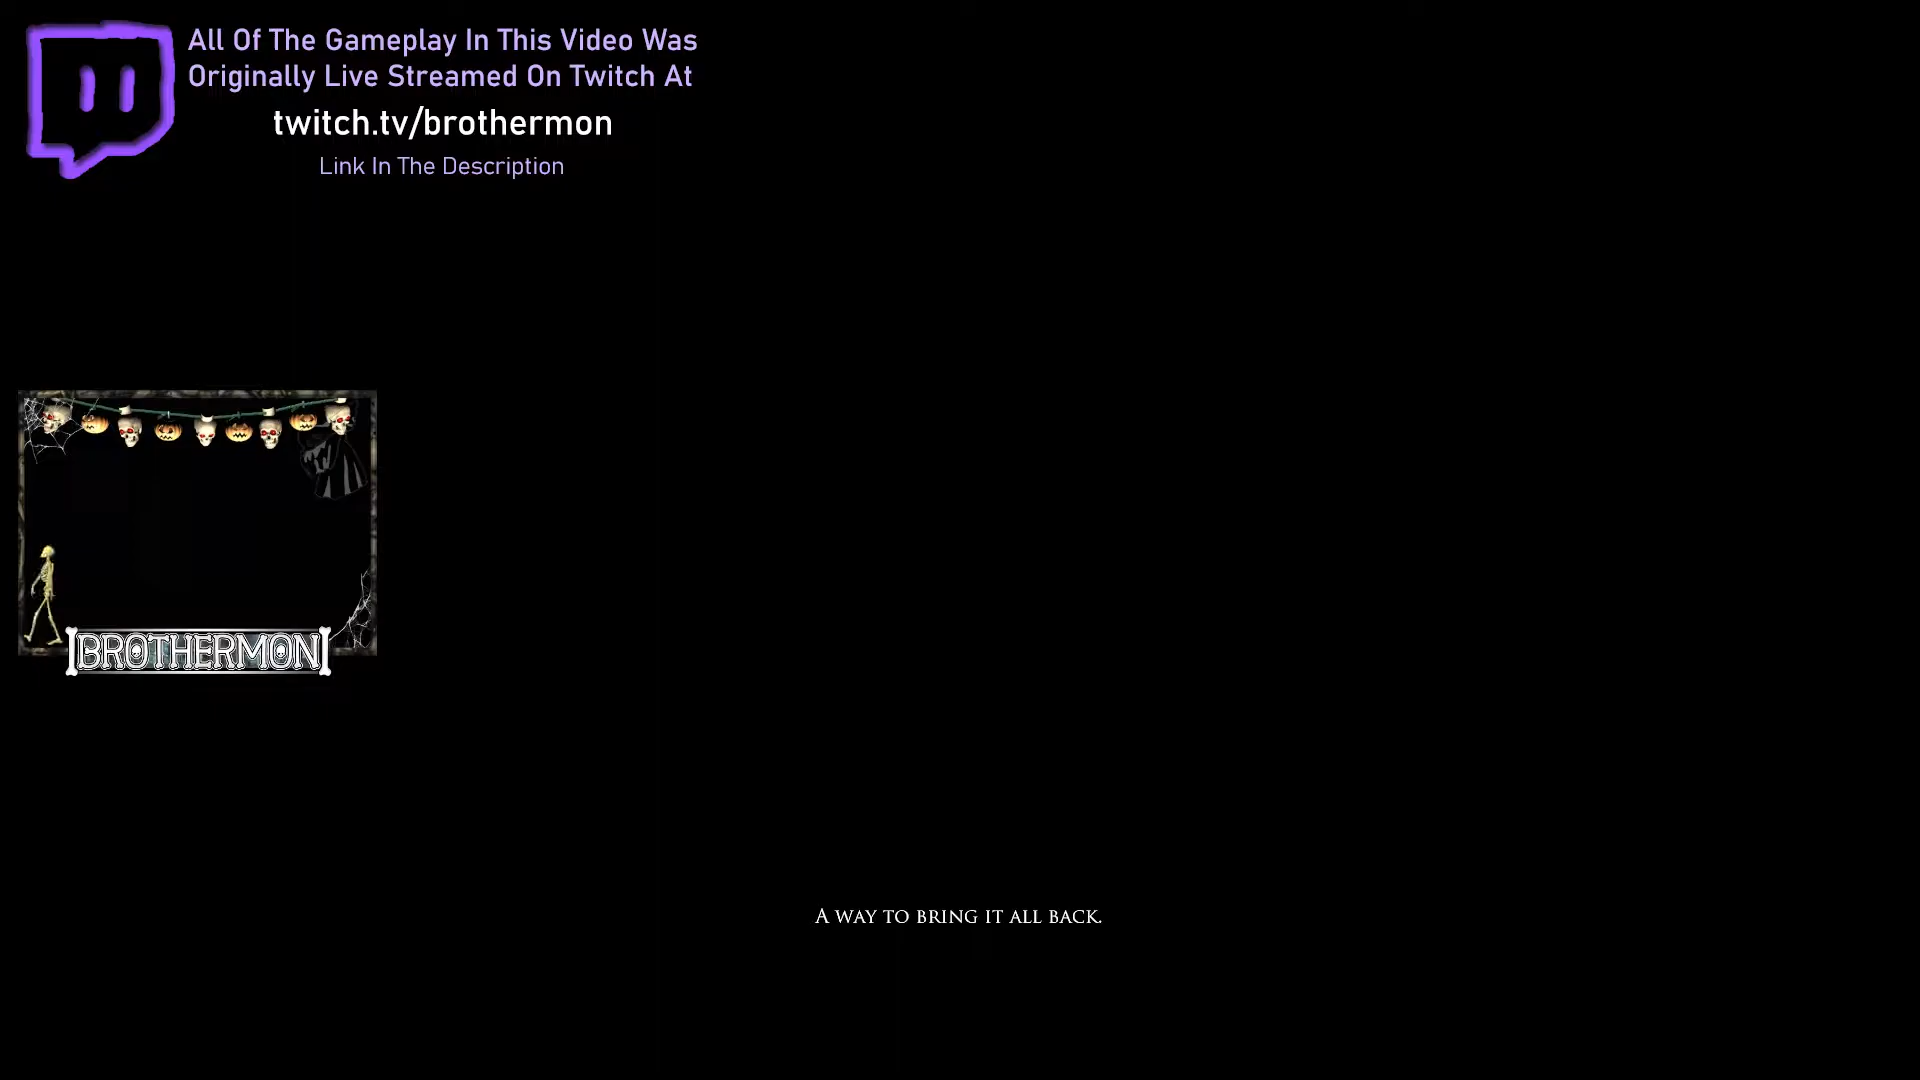 All Of The Gameplay In This Video Was
Originally Live Streamed On Twitch At
twitch.tv/brothermon
Link In The Description
BROTHERMON
A WAY TO BRING IT ALL BACK.